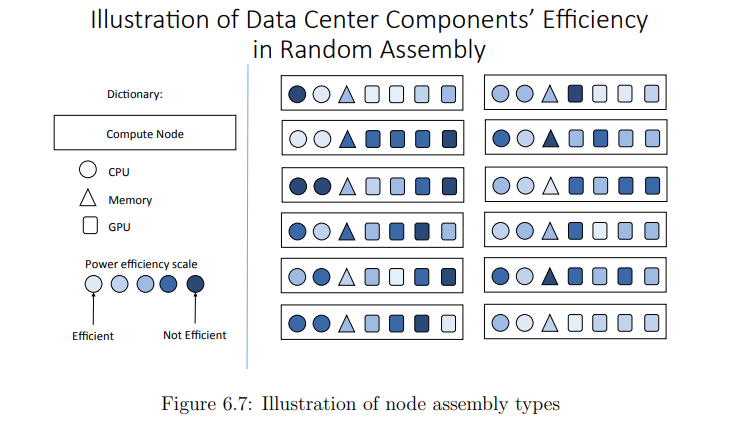 Illustration of Data Center Components’ Efficiency
in Random Assembly
Dictionary:
Compute Node
CPU
Memory
GPU
Power efficiency scale
Efficient
Not Efficient
Figure 6.7: Illustration of node assembly types